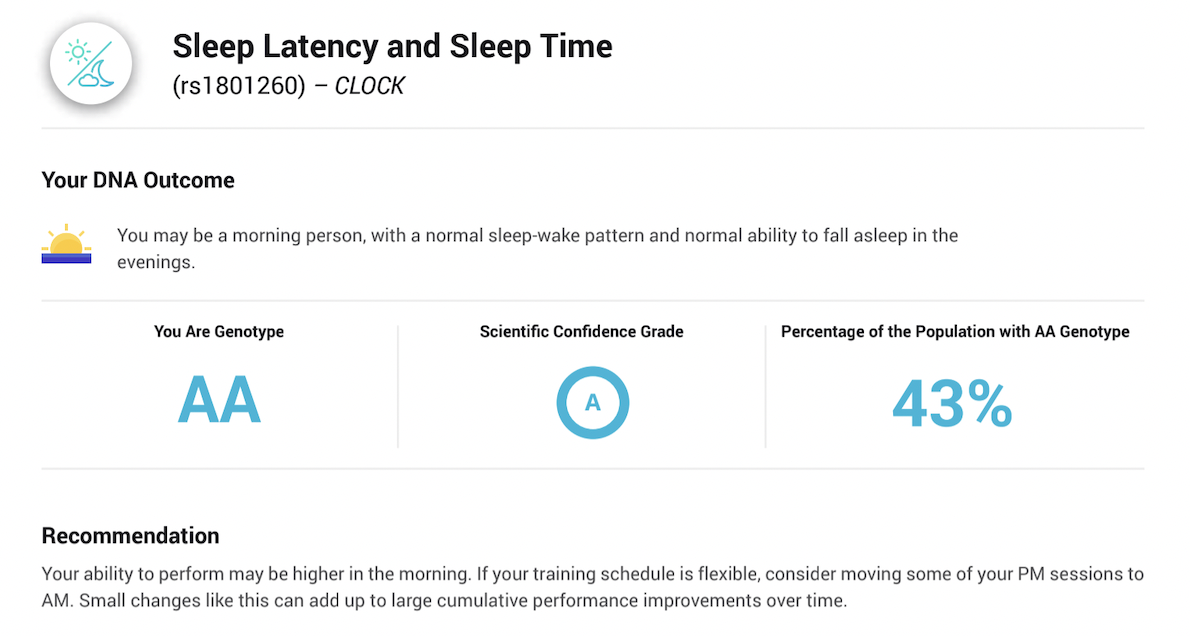 Sleep Latency and Sleep Time
(rs1801260) – CLOCK
Your DNA Outcome
You may be a morning person, with a normal sleep-wake pattern and normal ability to fall asleep in the
evenings.
You Are Genotype
AA
Scientific Confidence Grade
A
Percentage of the Population with AA Genotype
43%
Recommendation
Your ability to perform may be higher in the morning. If your training schedule is flexible, consider moving some of your PM sessions to
AM. Small changes like this can add up to large cumulative performance improvements over time.